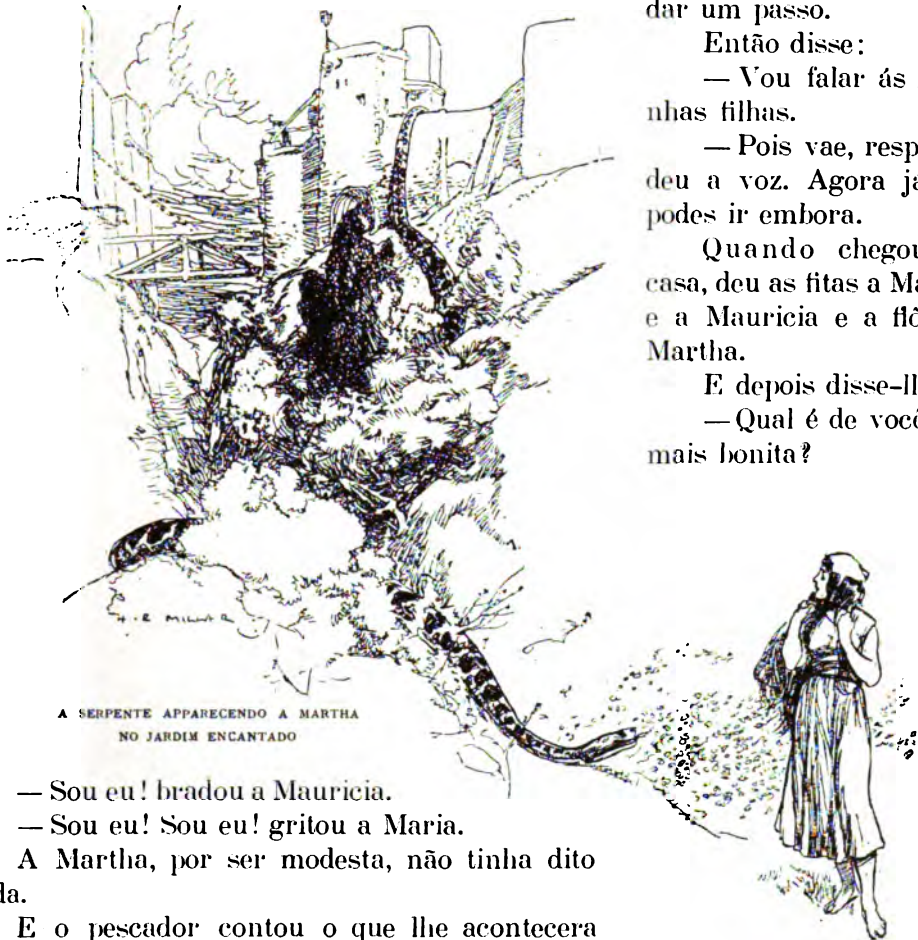 dar um passo.
Então disse:
— Vou falar ás
nhas filhas.
— Pois vae, resp
deu a voz. Agora já
podes ir embora.
Quando chegou
casa, deu as fitas a Ma
e a Mauricia e a flô
Martha.
E depois disse-ll
— Qual é de você
mais bonita?
H. R. MILLAR
A SERPENTE APPARECENDO A MARTHA
NO JARDIM ENCANTADO
— Sou eu! bradou a Mauricia.
— Sou eu! Sou eu! gritou a Maria.
A Martha, por ser modesta, não tinha dito
da.
E o pescador contou o que lhe acontecera